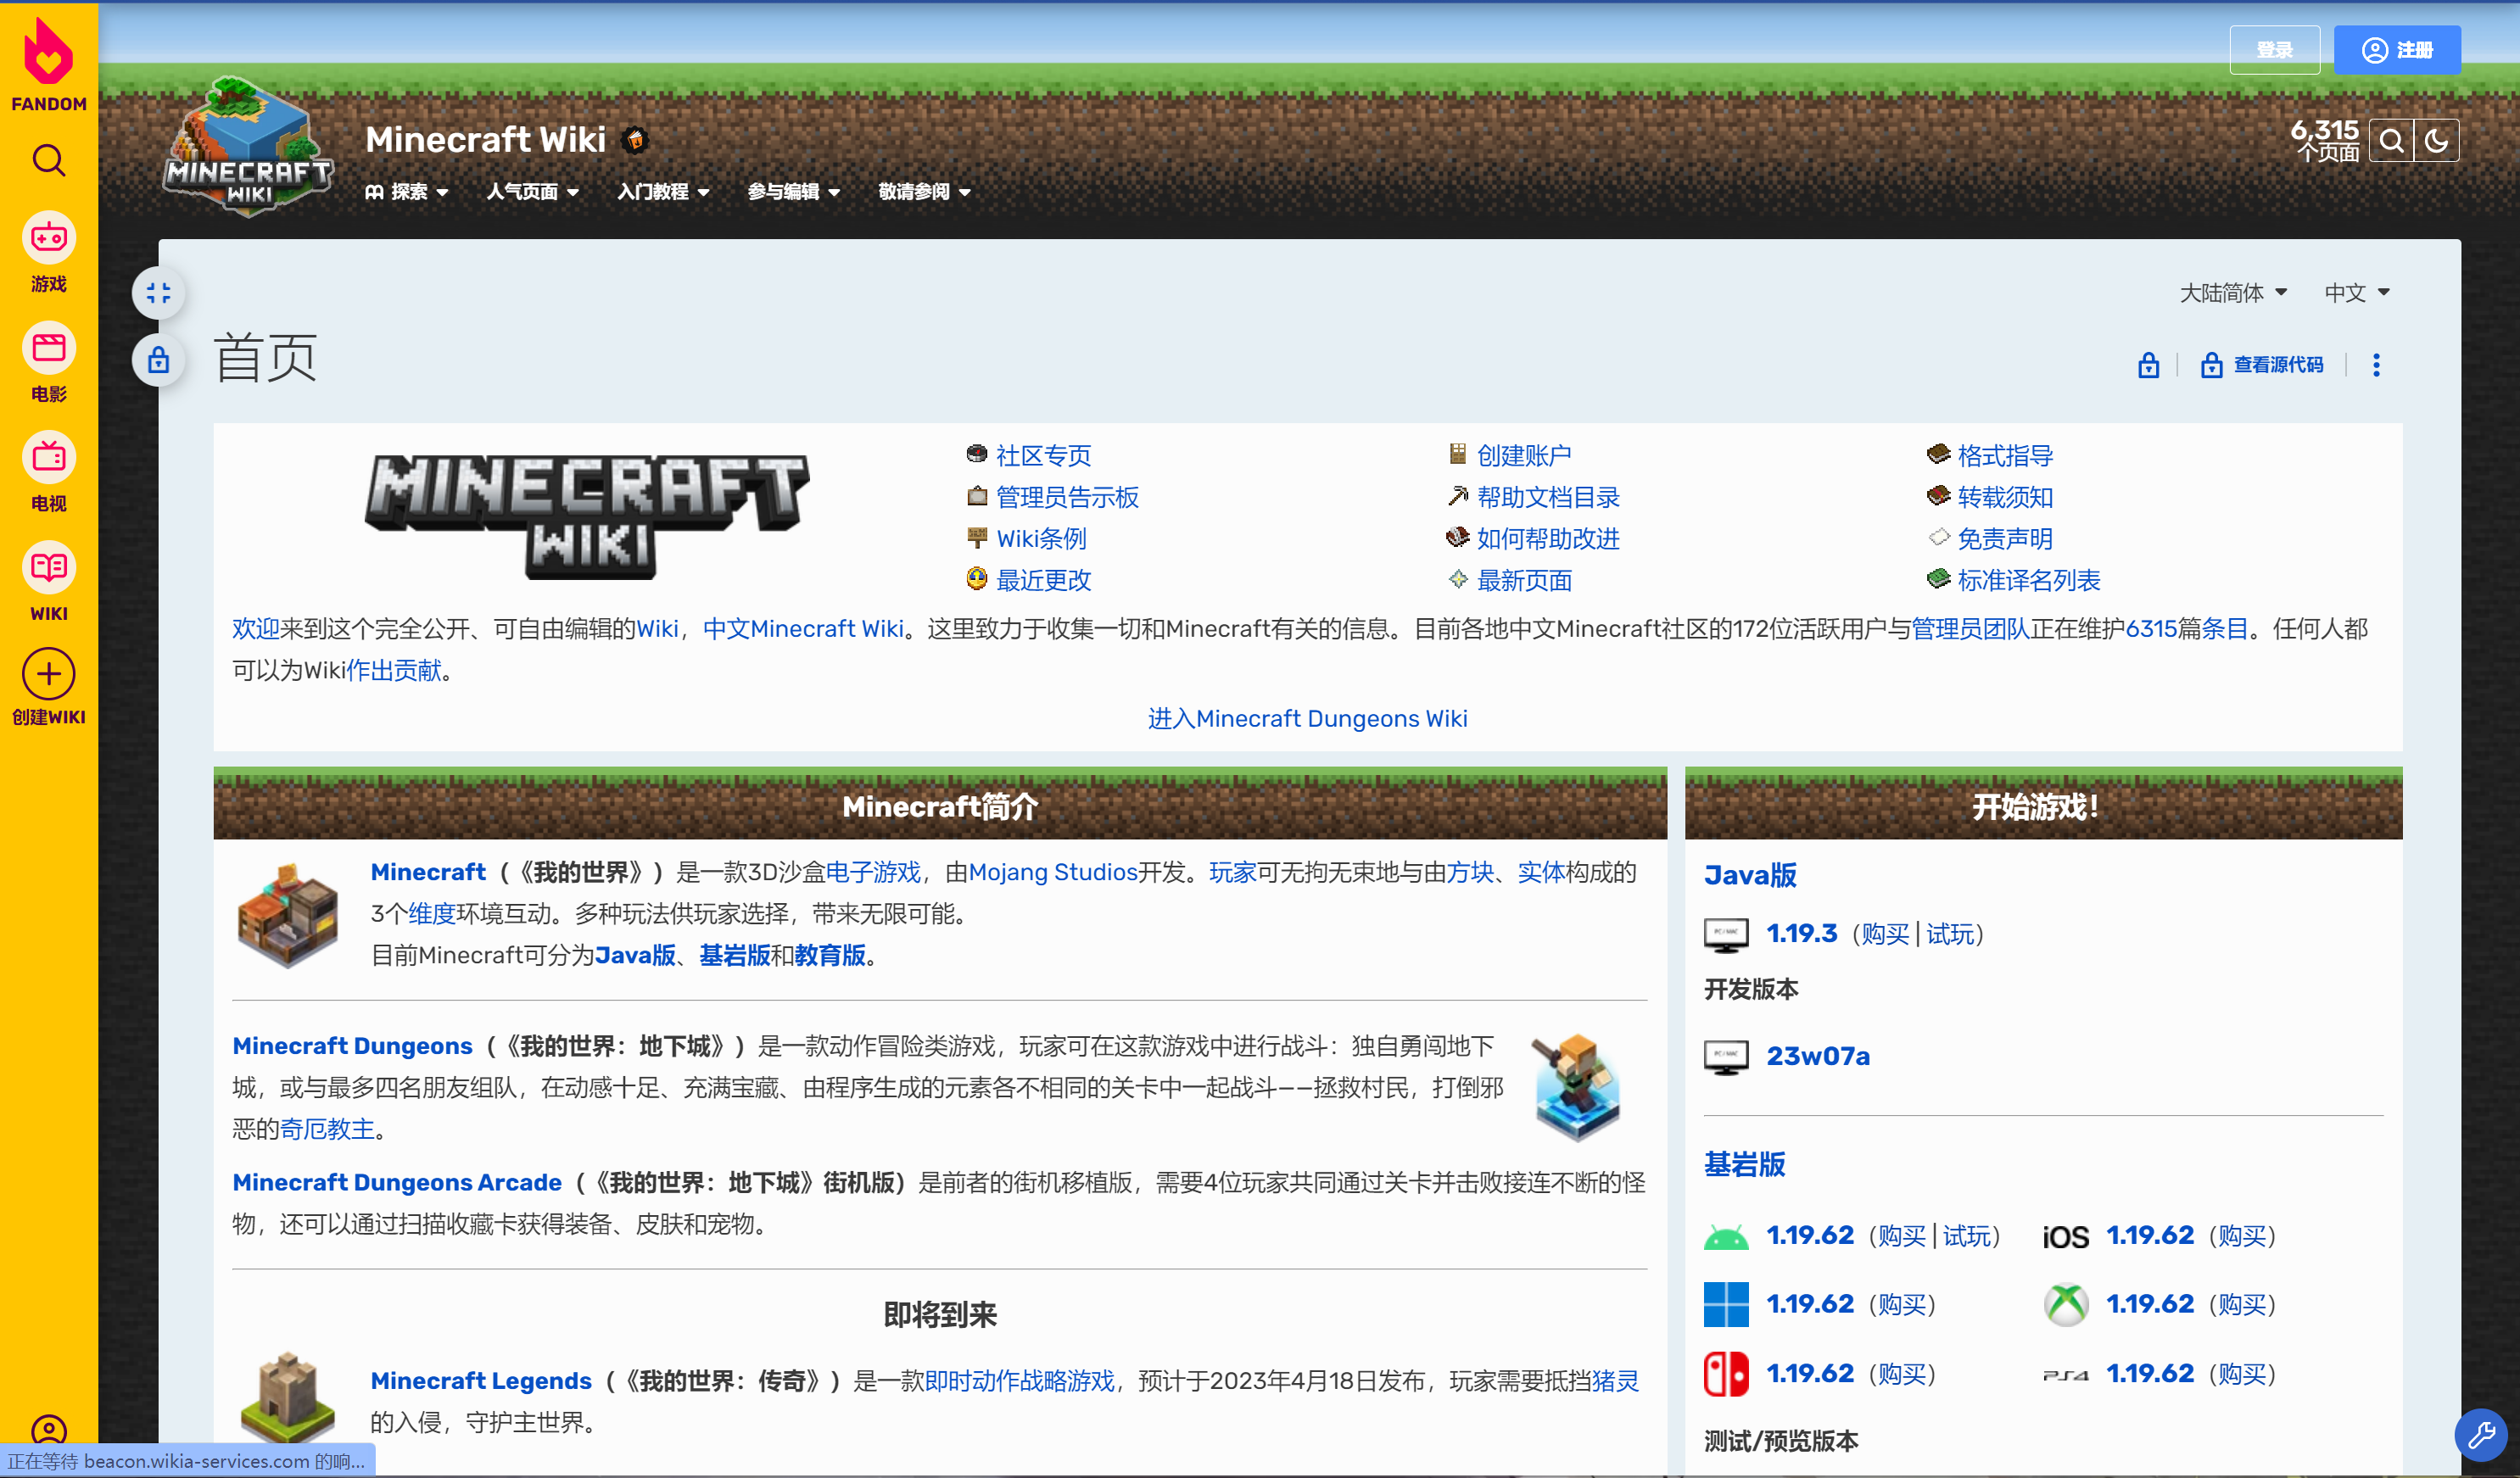 FANDOM
游戏
电影
电视
WIKI
创建WIKI
登录
注册
MINECRAFT
WIKI
Minecraft Wiki
探索
人气页面
入门教程
参与编辑
敬请参阅
6,315
个页面
大陆简体
中文
首页
查看源代码
MINECRAFT
WIKI
社区专页
创建账户
格式指导
管理员告示板
帮助文档目录
转载须知
Wiki条例
如何帮助改进
免责声明
最近更改
最新页面
标准译名列表
欢迎来到这个完全公开、可自由编辑的Wiki，中文Minecraft Wiki。这里致力于收集一切和Minecraft有关的信息。目前各地中文Minecraft社区的172位活跃用户与管理员团队正在维护6315篇条目。任何人都
可以为Wiki作出贡献。
进入Minecraft Dungeons Wiki
Minecraft简介
Minecraft（《我的世界》）是一款3D沙盒电子游戏，由Mojang Studios开发。玩家可无拘无束地与由方块、实体构成的
3个维度环境互动。多种玩法供玩家选择，带来无限可能。
目前Minecraft可分为Java版、基岩版和教育版。
Minecraft Dungeons（《我的世界：地下城》）是一款动作冒险类游戏，玩家可在这款游戏中进行战斗：独自勇闯地下
城，或与最多四名朋友组队，在动感十足、充满宝藏、由程序生成的元素各不相同的关卡中一起战斗——拯救村民，打倒邪
恶的奇厄教主。
Minecraft Dungeons Arcade（《我的世界：地下城》街机版）是前者的街机移植版，需要4位玩家共同通过关卡并击败接连不断的怪
物，还可以通过扫描收藏卡获得装备、皮肤和宠物。
即将到来
Minecraft Legends（《我的世界：传奇》）是一款即时动作战略游戏，预计于2023年4月18日发布，玩家需要抵挡猪灵
的入侵，守护主世界。
开始游戏！
Java版
PC / MAC
1.19.3（购买 | 试玩）
开发版本
PC / MAC
23w07a
基岩版
1.19.62（购买 | 试玩）
iOS 1.19.62（购买）
1.19.62（购买）
1.19.62（购买）
1.19.62（购买）
PS4 1.19.62（购买）
测试/预览版本
正在等待 beacon.wikia-services.com 的响...